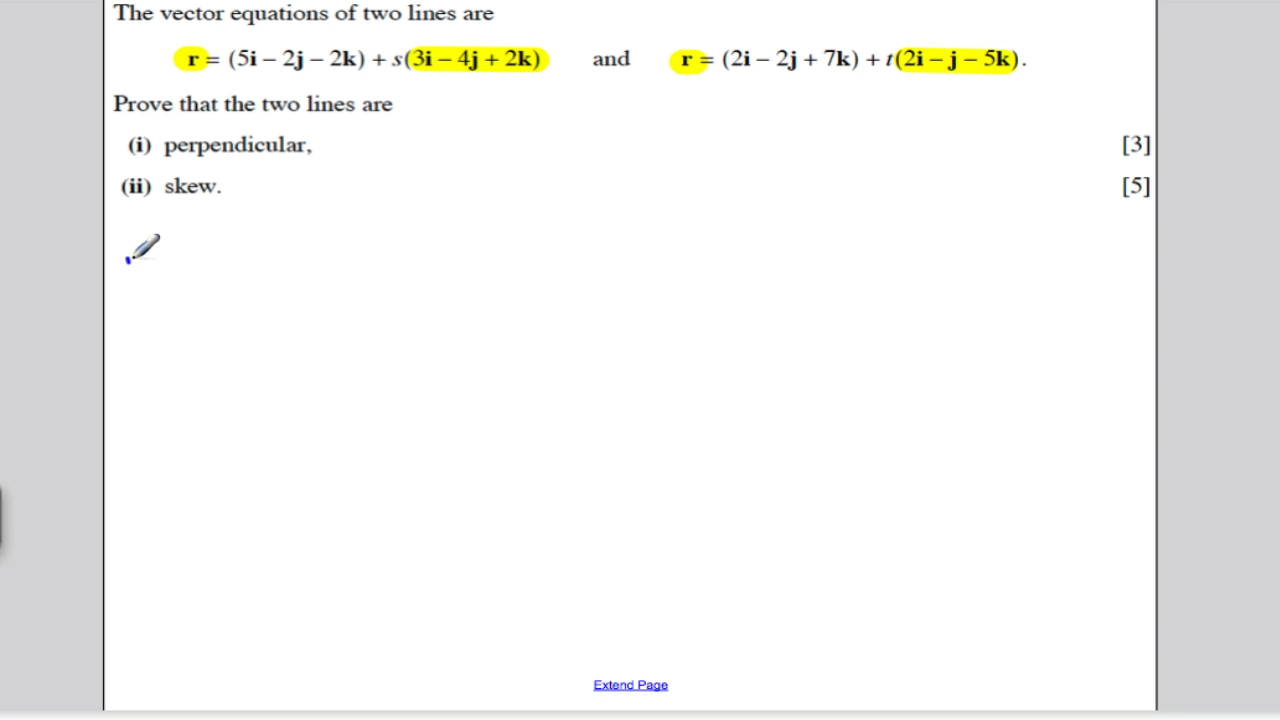 The vector equations of two lines are
r = (5i – 2j – 2k) + s(3i – 4j + 2k) and r = (2i – 2j + 7k) + t(2i – j – 5k).
Prove that the two lines are
(i) perpendicular, [3]
(ii) skew. [5]
Extend Page